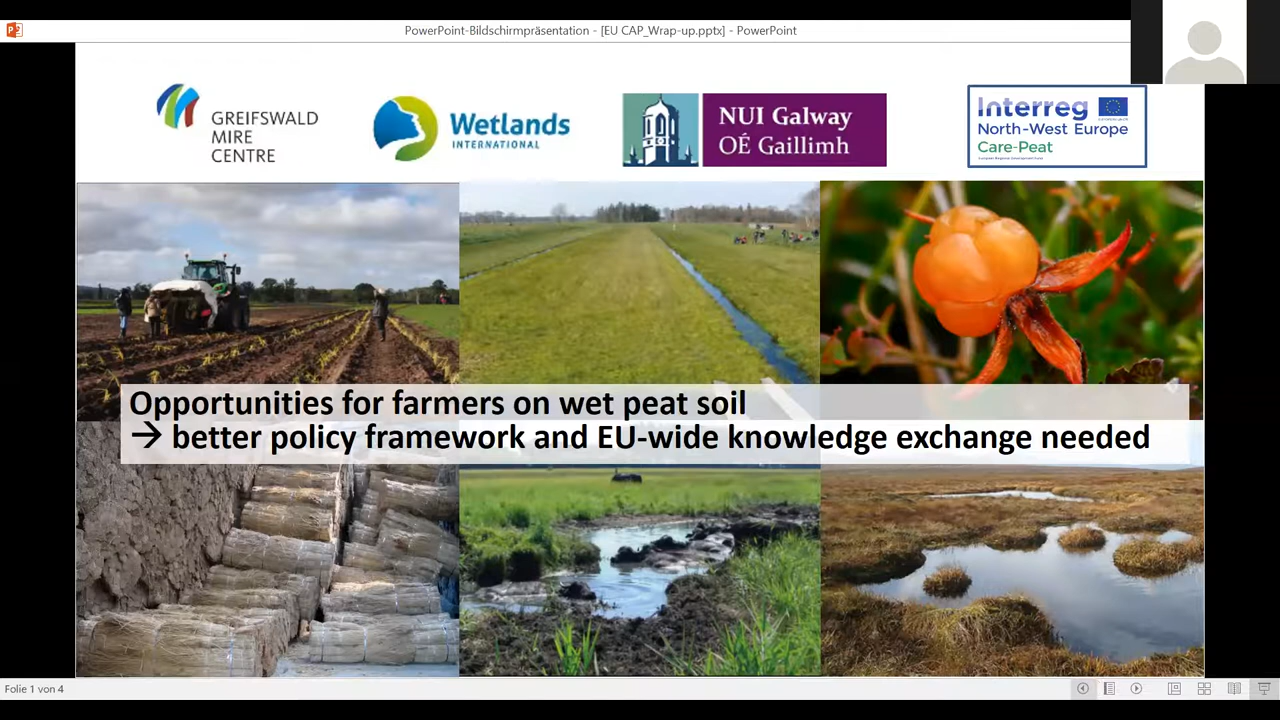 PowerPoint-Bildschirmpräsentation - [EU CAP_Wrap-up.pptx] - PowerPoint
GREIFSWALD
MIRE
CENTRE
Wetlands
INTERNATIONAL
NUI Galway
OÉ Gaillimh
Interreg
North-West Europe
Care-Peat
Opportunities for farmers on wet peat soil
→ better policy framework and EU-wide knowledge exchange needed
Folie 1 von 4